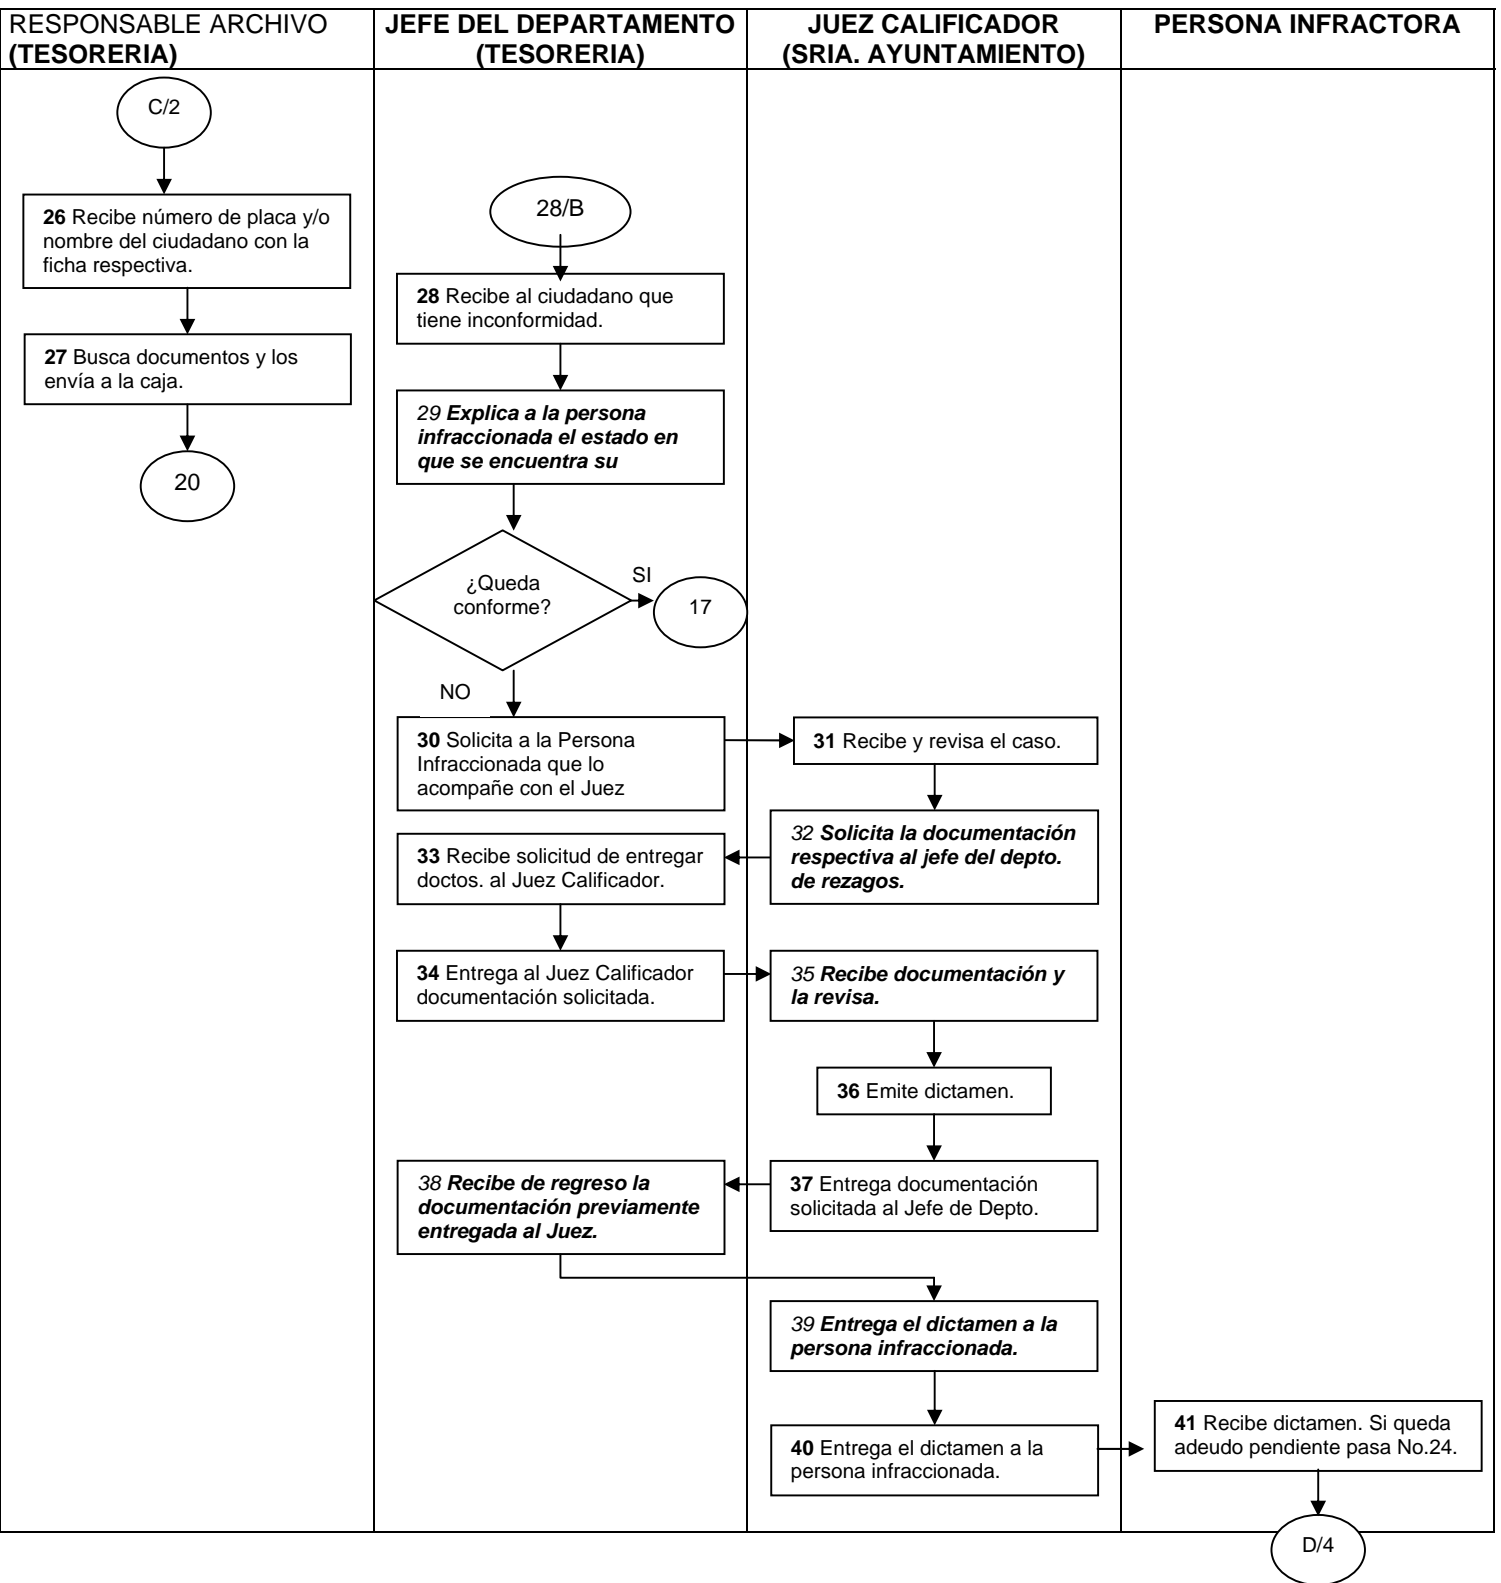 RESPONSABLE ARCHIVO
(TESORERIA)
JEFE DEL DEPARTAMENTO
(TESORERIA)
JUEZ CALIFICADOR
(SRIA. AYUNTAMIENTO)
PERSONA INFRACTORA
C/2
26 Recibe número de placa y/o
nombre del ciudadano con la
ficha respectiva.
27 Busca documentos y los
envía a la caja.
20
28/B
28 Recibe al ciudadano que
tiene inconformidad.
29 Explica a la persona
infraccionada el estado en
que se encuentra su
¿Queda
conforme?
SI
17
NO
30 Solicita a la Persona
Infraccionada que lo
acompañe con el Juez
31 Recibe y revisa el caso.
32 Solicita la documentación
respectiva al jefe del depto.
de rezagos.
33 Recibe solicitud de entregar
doctos. al Juez Calificador.
34 Entrega al Juez Calificador
documentación solicitada.
35 Recibe documentación y
la revisa.
36 Emite dictamen.
37 Entrega documentación
solicitada al Jefe de Depto.
38 Recibe de regreso la
documentación previamente
entregada al Juez.
39 Entrega el dictamen a la
persona infraccionada.
40 Entrega el dictamen a la
persona infraccionada.
41 Recibe dictamen. Si queda
adeudo pendiente pasa No.24.
D/4